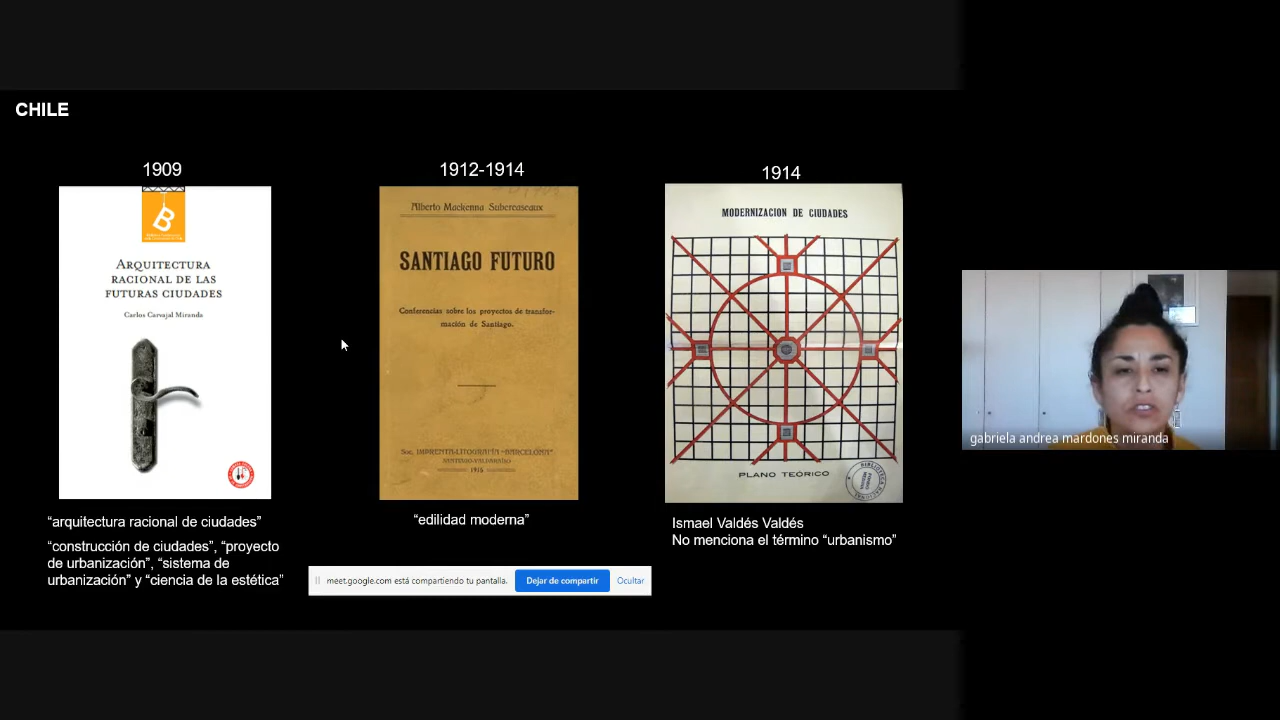 CHILE
1909
ARQUITECTURA
RACIONAL DE LAS
FUTURAS CIUDADES
Carlos Carvajal Miranda
“arquitectura racional de ciudades”
“construcción de ciudades”, “proyecto
de urbanización”, “sistema de
urbanización” y “ciencia de la estética”
1912-1914
Alberto Mackenna Subercaseaux
SANTIAGO FUTURO
Conferencias sobre los proyectos de transfor-
mación de Santiago.
Soc. IMPRENTA-LITOGRAFÍA "BARCELONA"
SANTIAGO-VALPARAÍSO
“edilidad moderna”
1914
MODERNIZACION DE CIUDADES
PLANO TEÓRICO
Ismael Valdés Valdés
No menciona el término “urbanismo”
meet.google.com está compartiendo tu pantalla.
Dejar de compartir
Ocultar
gabriela andrea mardones miranda